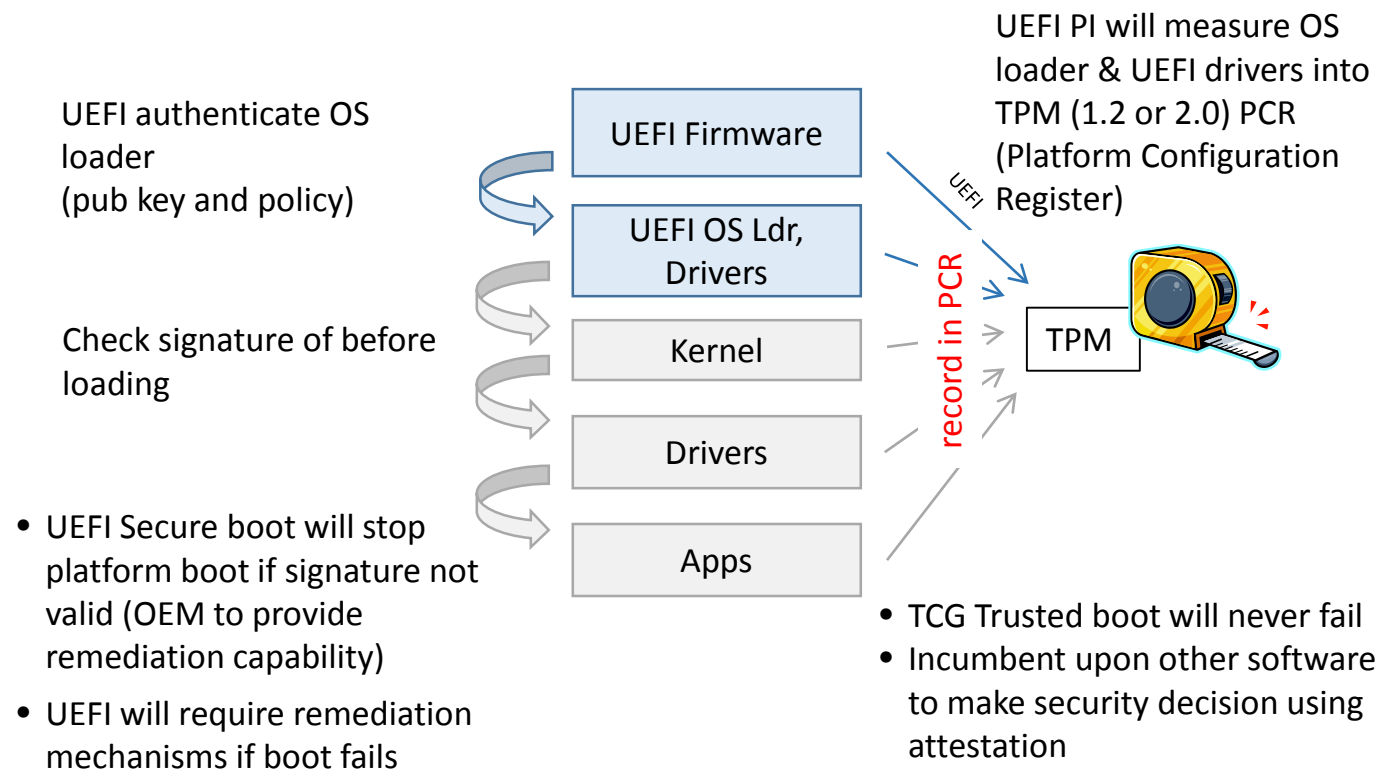 UEFI authenticate OS
loader
(pub key and policy)
Check signature of before
loading
• UEFI Secure boot will stop
platform boot if signature not
valid (OEM to provide
remediation capability)
• UEFI will require remediation
mechanisms if boot fails
UEFI Firmware
UEFI OS Ldr,
Drivers
Kernel
Drivers
Apps
UEFI
record in PCR
UEFI PI will measure OS
loader & UEFI drivers into
TPM (1.2 or 2.0) PCR
(Platform Configuration
Register)
TPM
• TCG Trusted boot will never fail
• Incumbent upon other software
to make security decision using
attestation